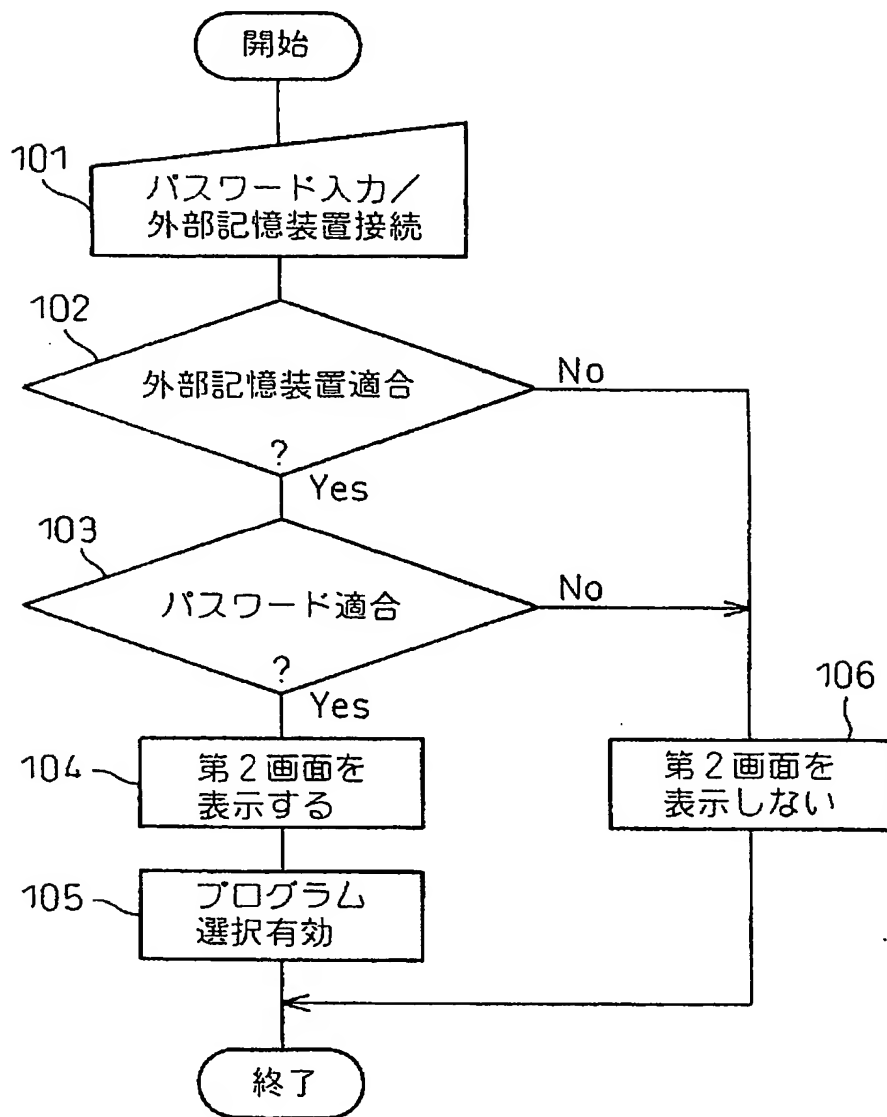 開始
101
パスワード入力／
外部記憶装置接続
102
外部記憶装置適合
?
No
Yes
103
パスワード適合
?
No
Yes
104
第2画面を
表示する
106
第2画面を
表示しない
105
プログラム
選択有効
終了